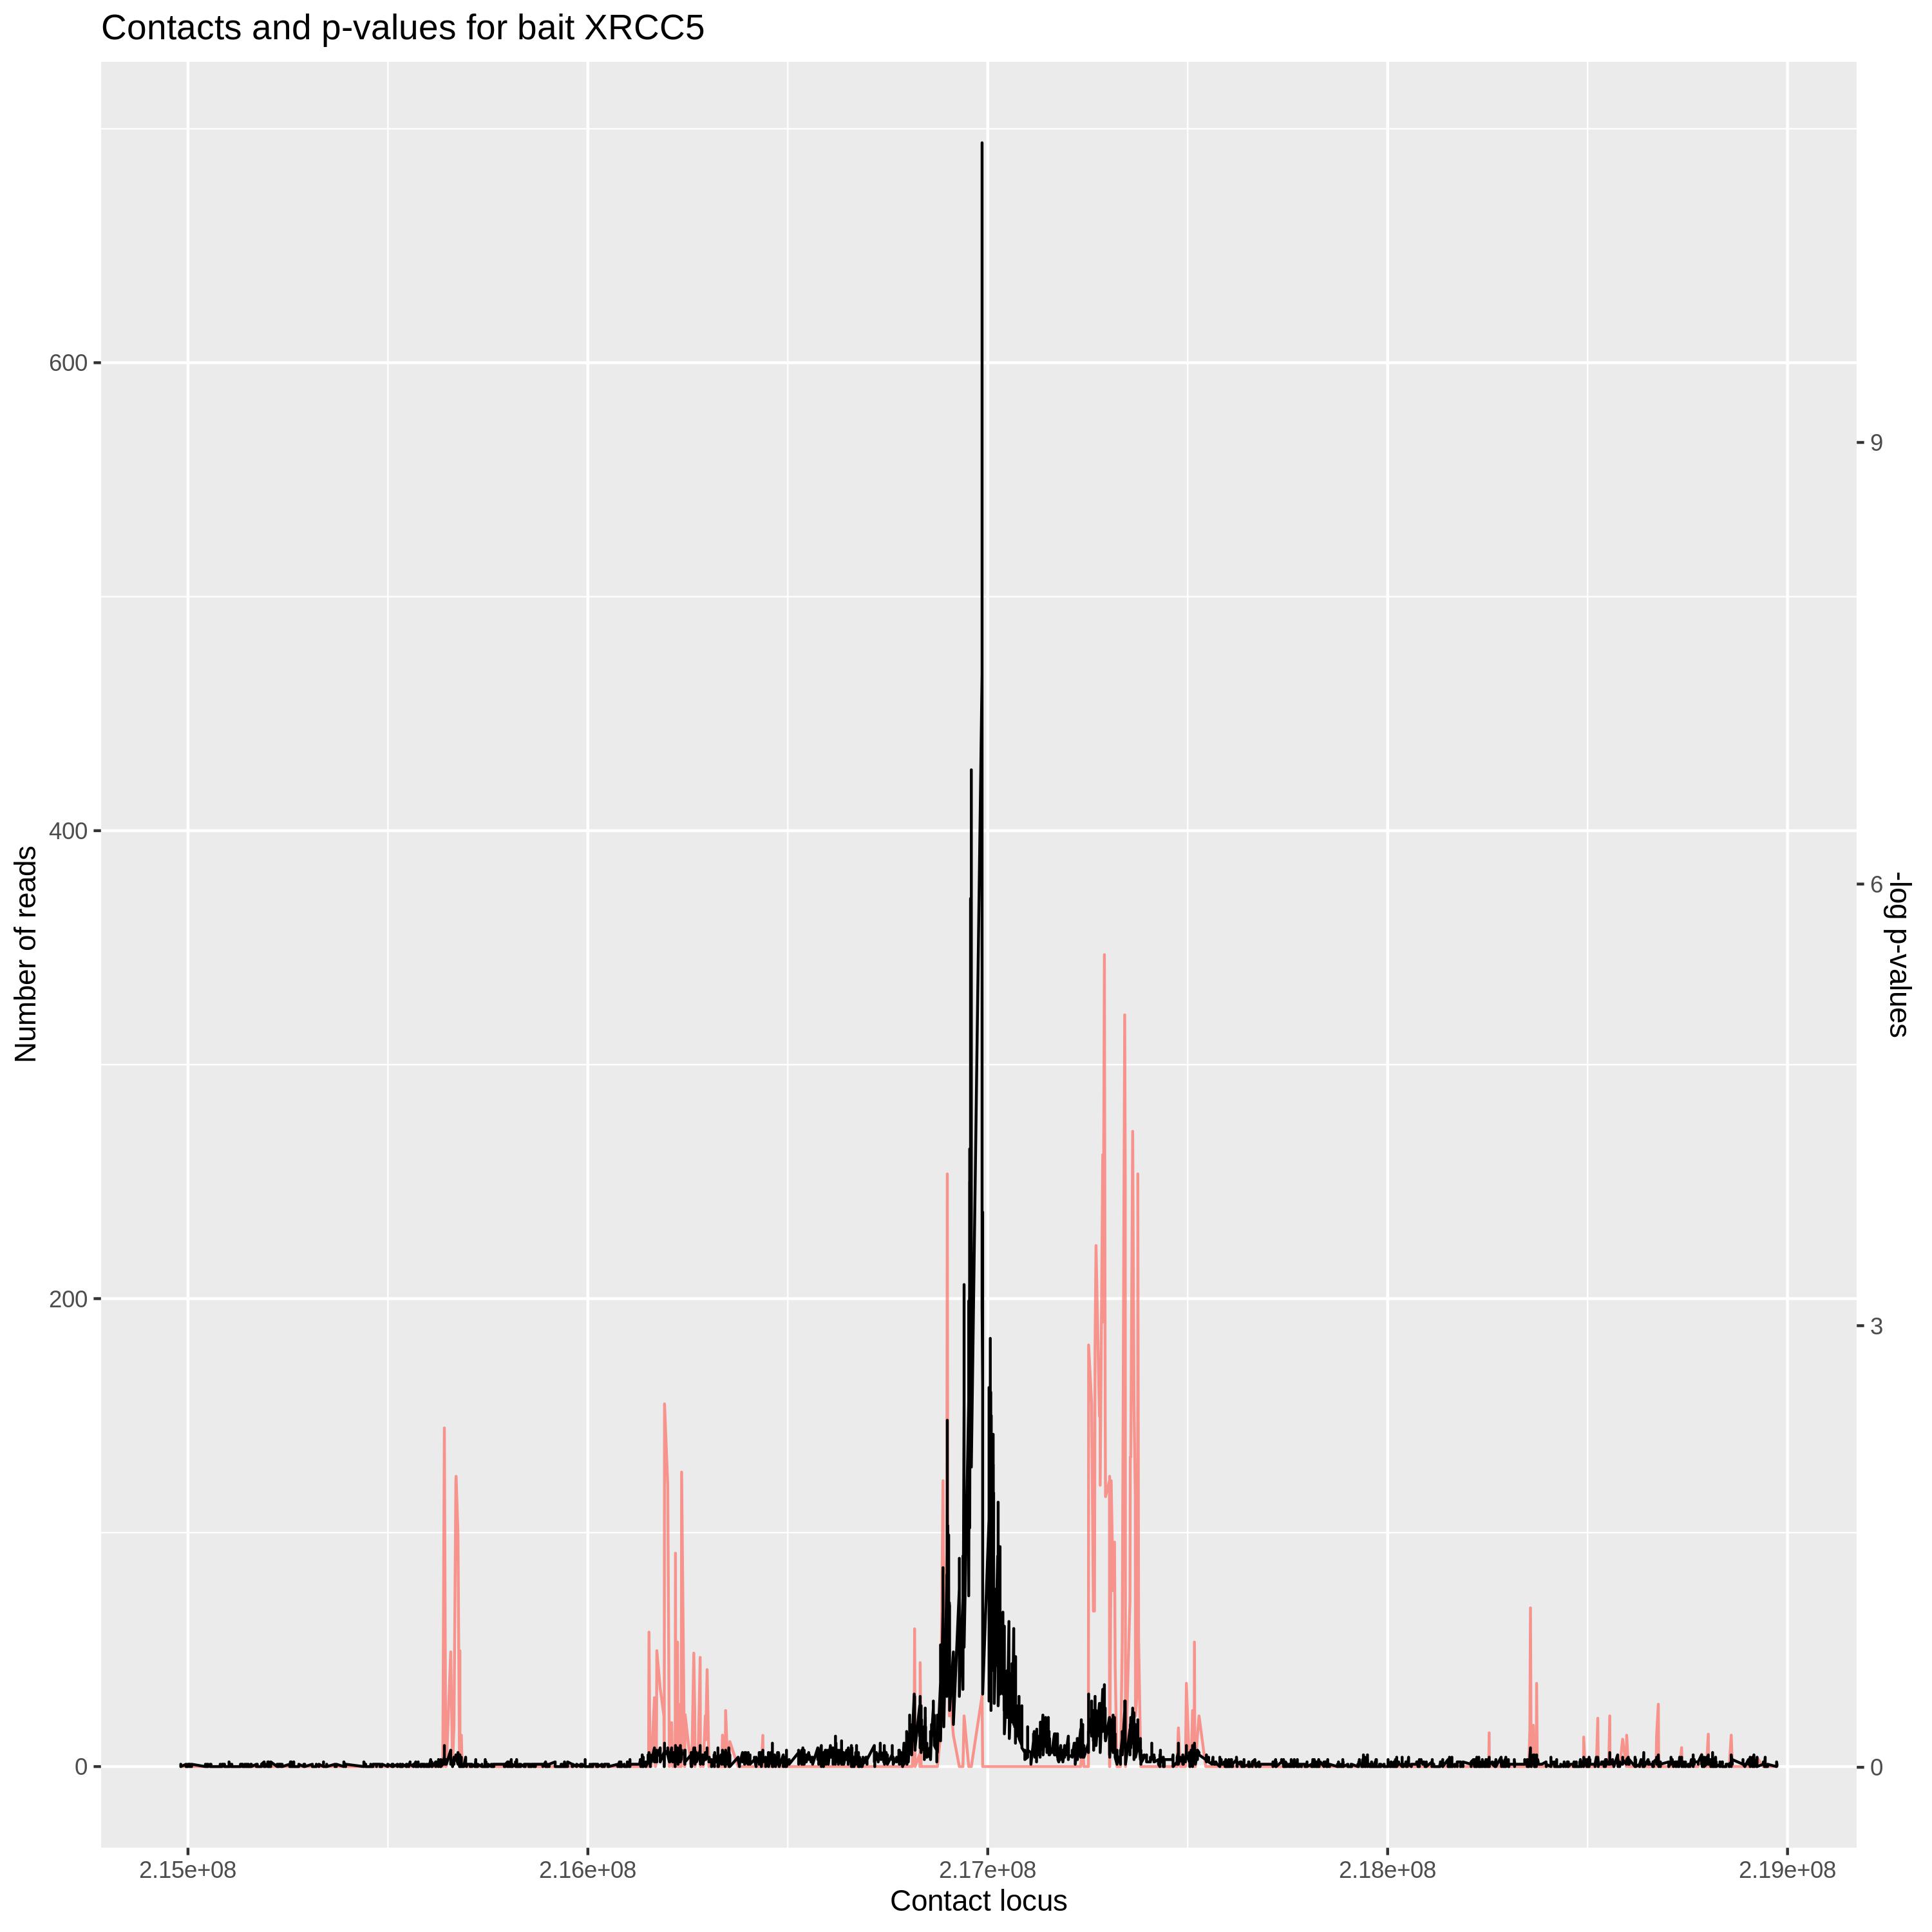 Contacts and p-values for bait XRCC5
600
400
200
0
Number of reads
9
6
3
0
-log p-values
2.15e+08
2.16e+08
2.17e+08
2.18e+08
2.19e+08
Contact locus